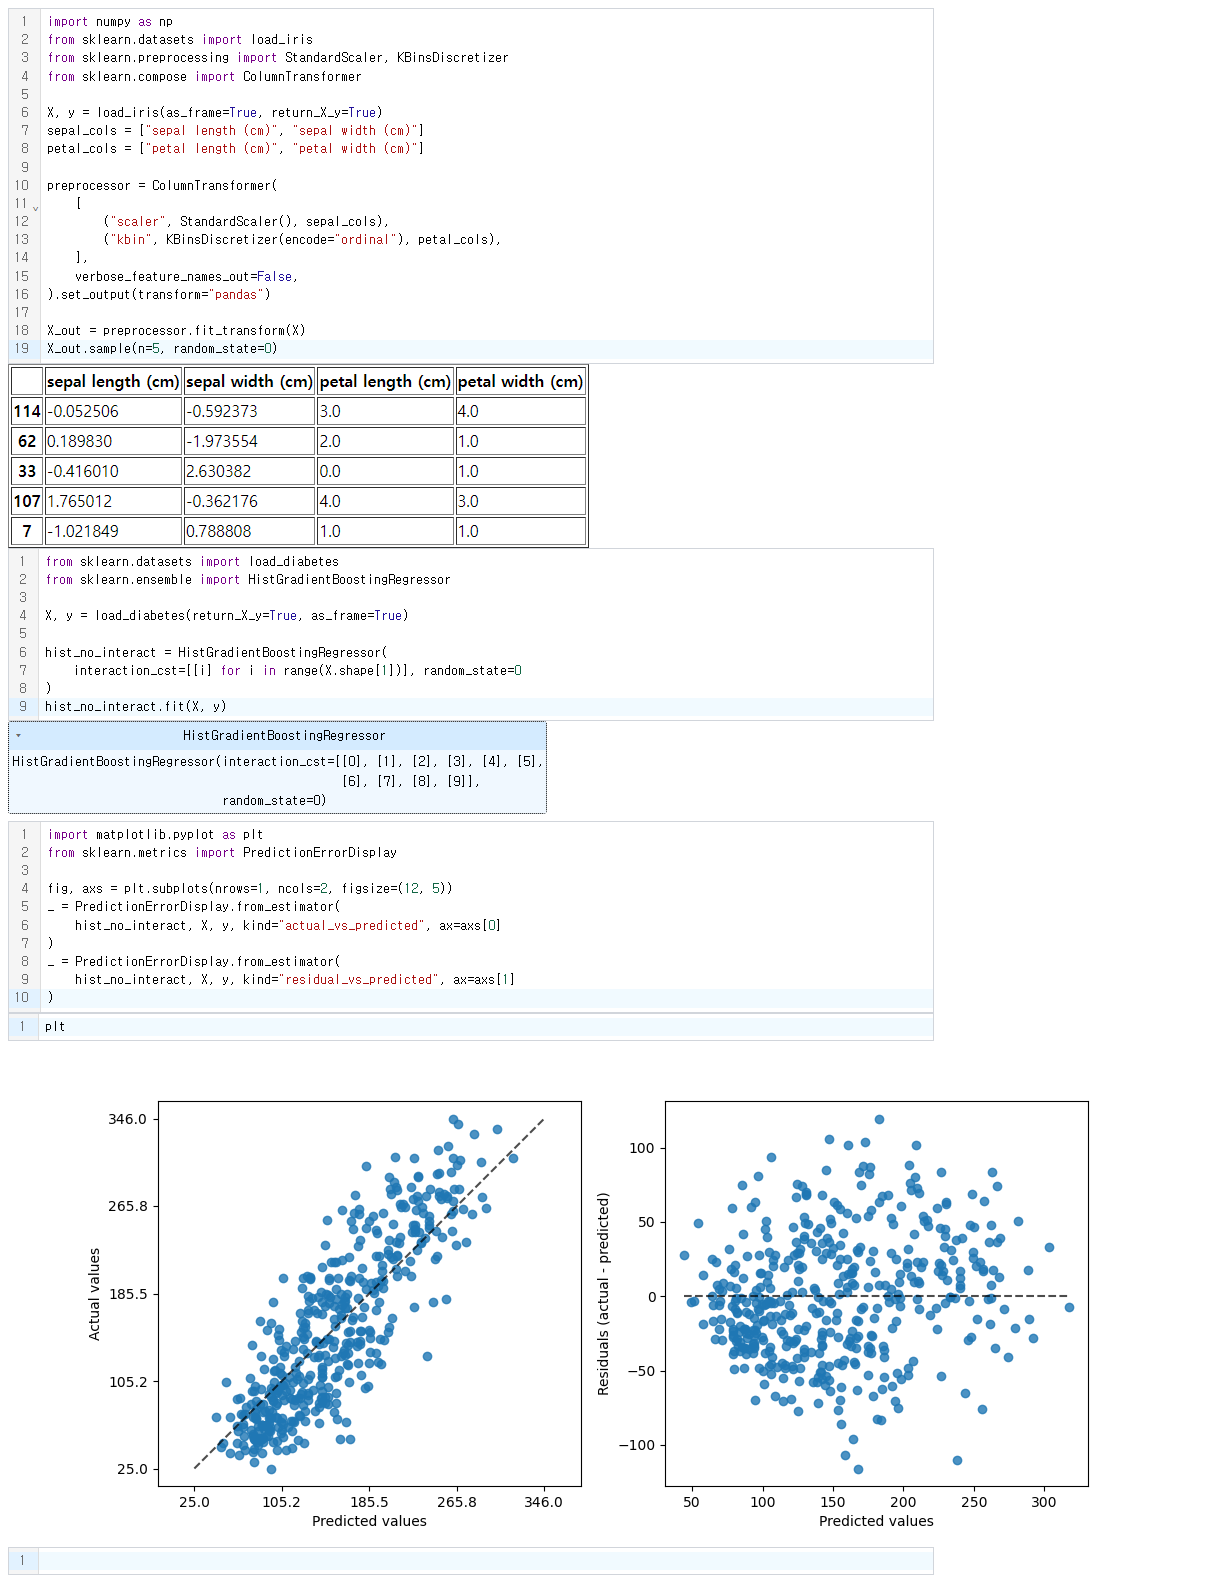 1 import numpy as np
2 from sklearn.datasets import load_iris
3 from sklearn.preprocessing import StandardScaler, KBinsDiscretizer
4 from sklearn.compose import ColumnTransformer
5
6 X, y = load_iris(as_frame=True, return_X_y=True)
7 sepal_cols = ["sepal length (cm)", "sepal width (cm)"]
8 petal_cols = ["petal length (cm)", "petal width (cm)"]
9
10 preprocessor = ColumnTransformer(
11     [
12         ("scaler", StandardScaler(), sepal_cols),
13         ("kbin", KBinsDiscretizer(encode="ordinal"), petal_cols),
14     ],
15     verbose_feature_names_out=False,
16 ).set_output(transform="pandas")
17
18 X_out = preprocessor.fit_transform(X)
19 X_out.sample(n=5, random_state=0)
sepal length (cm) sepal width (cm) petal length (cm) petal width (cm)
114 -0.052506 -0.592373 3.0 4.0
62 0.189830 -1.973554 2.0 1.0
33 -0.416010 2.630382 0.0 1.0
107 1.765012 -0.362176 4.0 3.0
7 -1.021849 0.788808 1.0 1.0
1 from sklearn.datasets import load_diabetes
2 from sklearn.ensemble import HistGradientBoostingRegressor
3
4 X, y = load_diabetes(return_X_y=True, as_frame=True)
5
6 hist_no_interact = HistGradientBoostingRegressor(
7     interaction_cst=[[i] for i in range(X.shape[1])], random_state=0
8 )
9 hist_no_interact.fit(X, y)
HistGradientBoostingRegressor
HistGradientBoostingRegressor(interaction_cst=[[0], [1], [2], [3], [4], [5],
[6], [7], [8], [9]],
random_state=0)
1 import matplotlib.pyplot as plt
2 from sklearn.metrics import PredictionErrorDisplay
3
4 fig, axs = plt.subplots(nrows=1, ncols=2, figsize=(12, 5))
5 _ = PredictionErrorDisplay.from_estimator(
6     hist_no_interact, X, y, kind="actual_vs_predicted", ax=axs[0]
7 )
8 _ = PredictionErrorDisplay.from_estimator(
9     hist_no_interact, X, y, kind="residual_vs_predicted", ax=axs[1]
10 )
1 plt
Actual values
346.0
265.8
185.5
105.2
25.0
25.0 105.2 185.5 265.8 346.0
Predicted values
Residuals (actual - predicted)
100
50
0
−50
−100
50 100 150 200 250 300
Predicted values
1